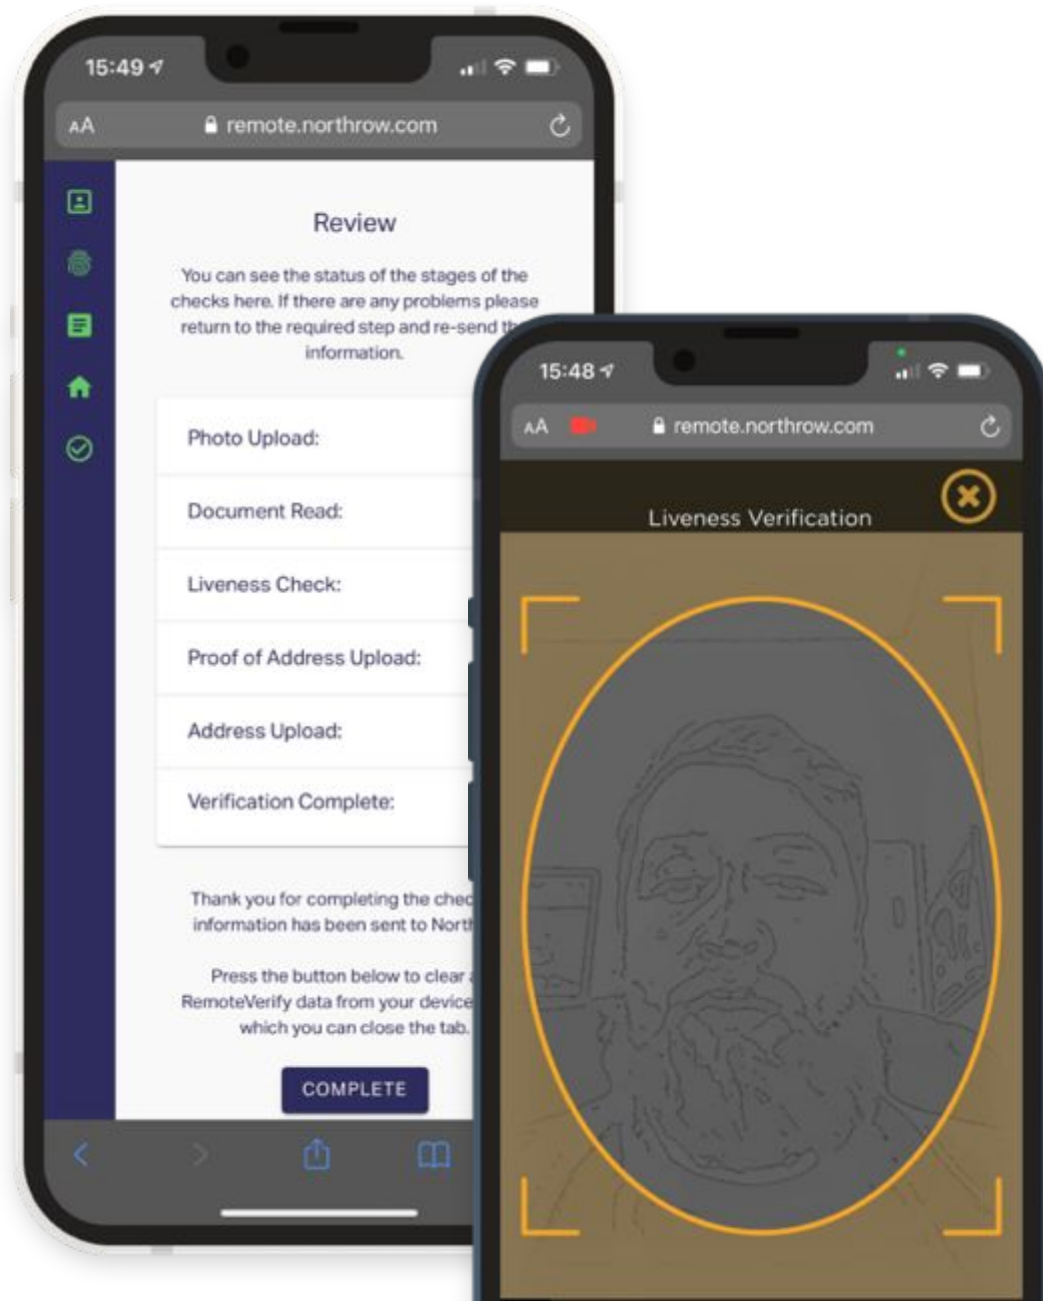 15:49
AA remote.northrow.com
Review
You can see the status of the stages of the
checks here. If there are any problems please
return to the required step and re-send
information.
Photo Upload:
Document Read:
Liveness Check:
Proof of Address Upload:
Address Upload:
Verification Complete:
Thank you for completing the
information has been sent to
Press the button below to clear
RemoteVerify data from your device
which you can close the tab.
COMPLETE
15:48
AA remote.northrow.com
Liveness Verification